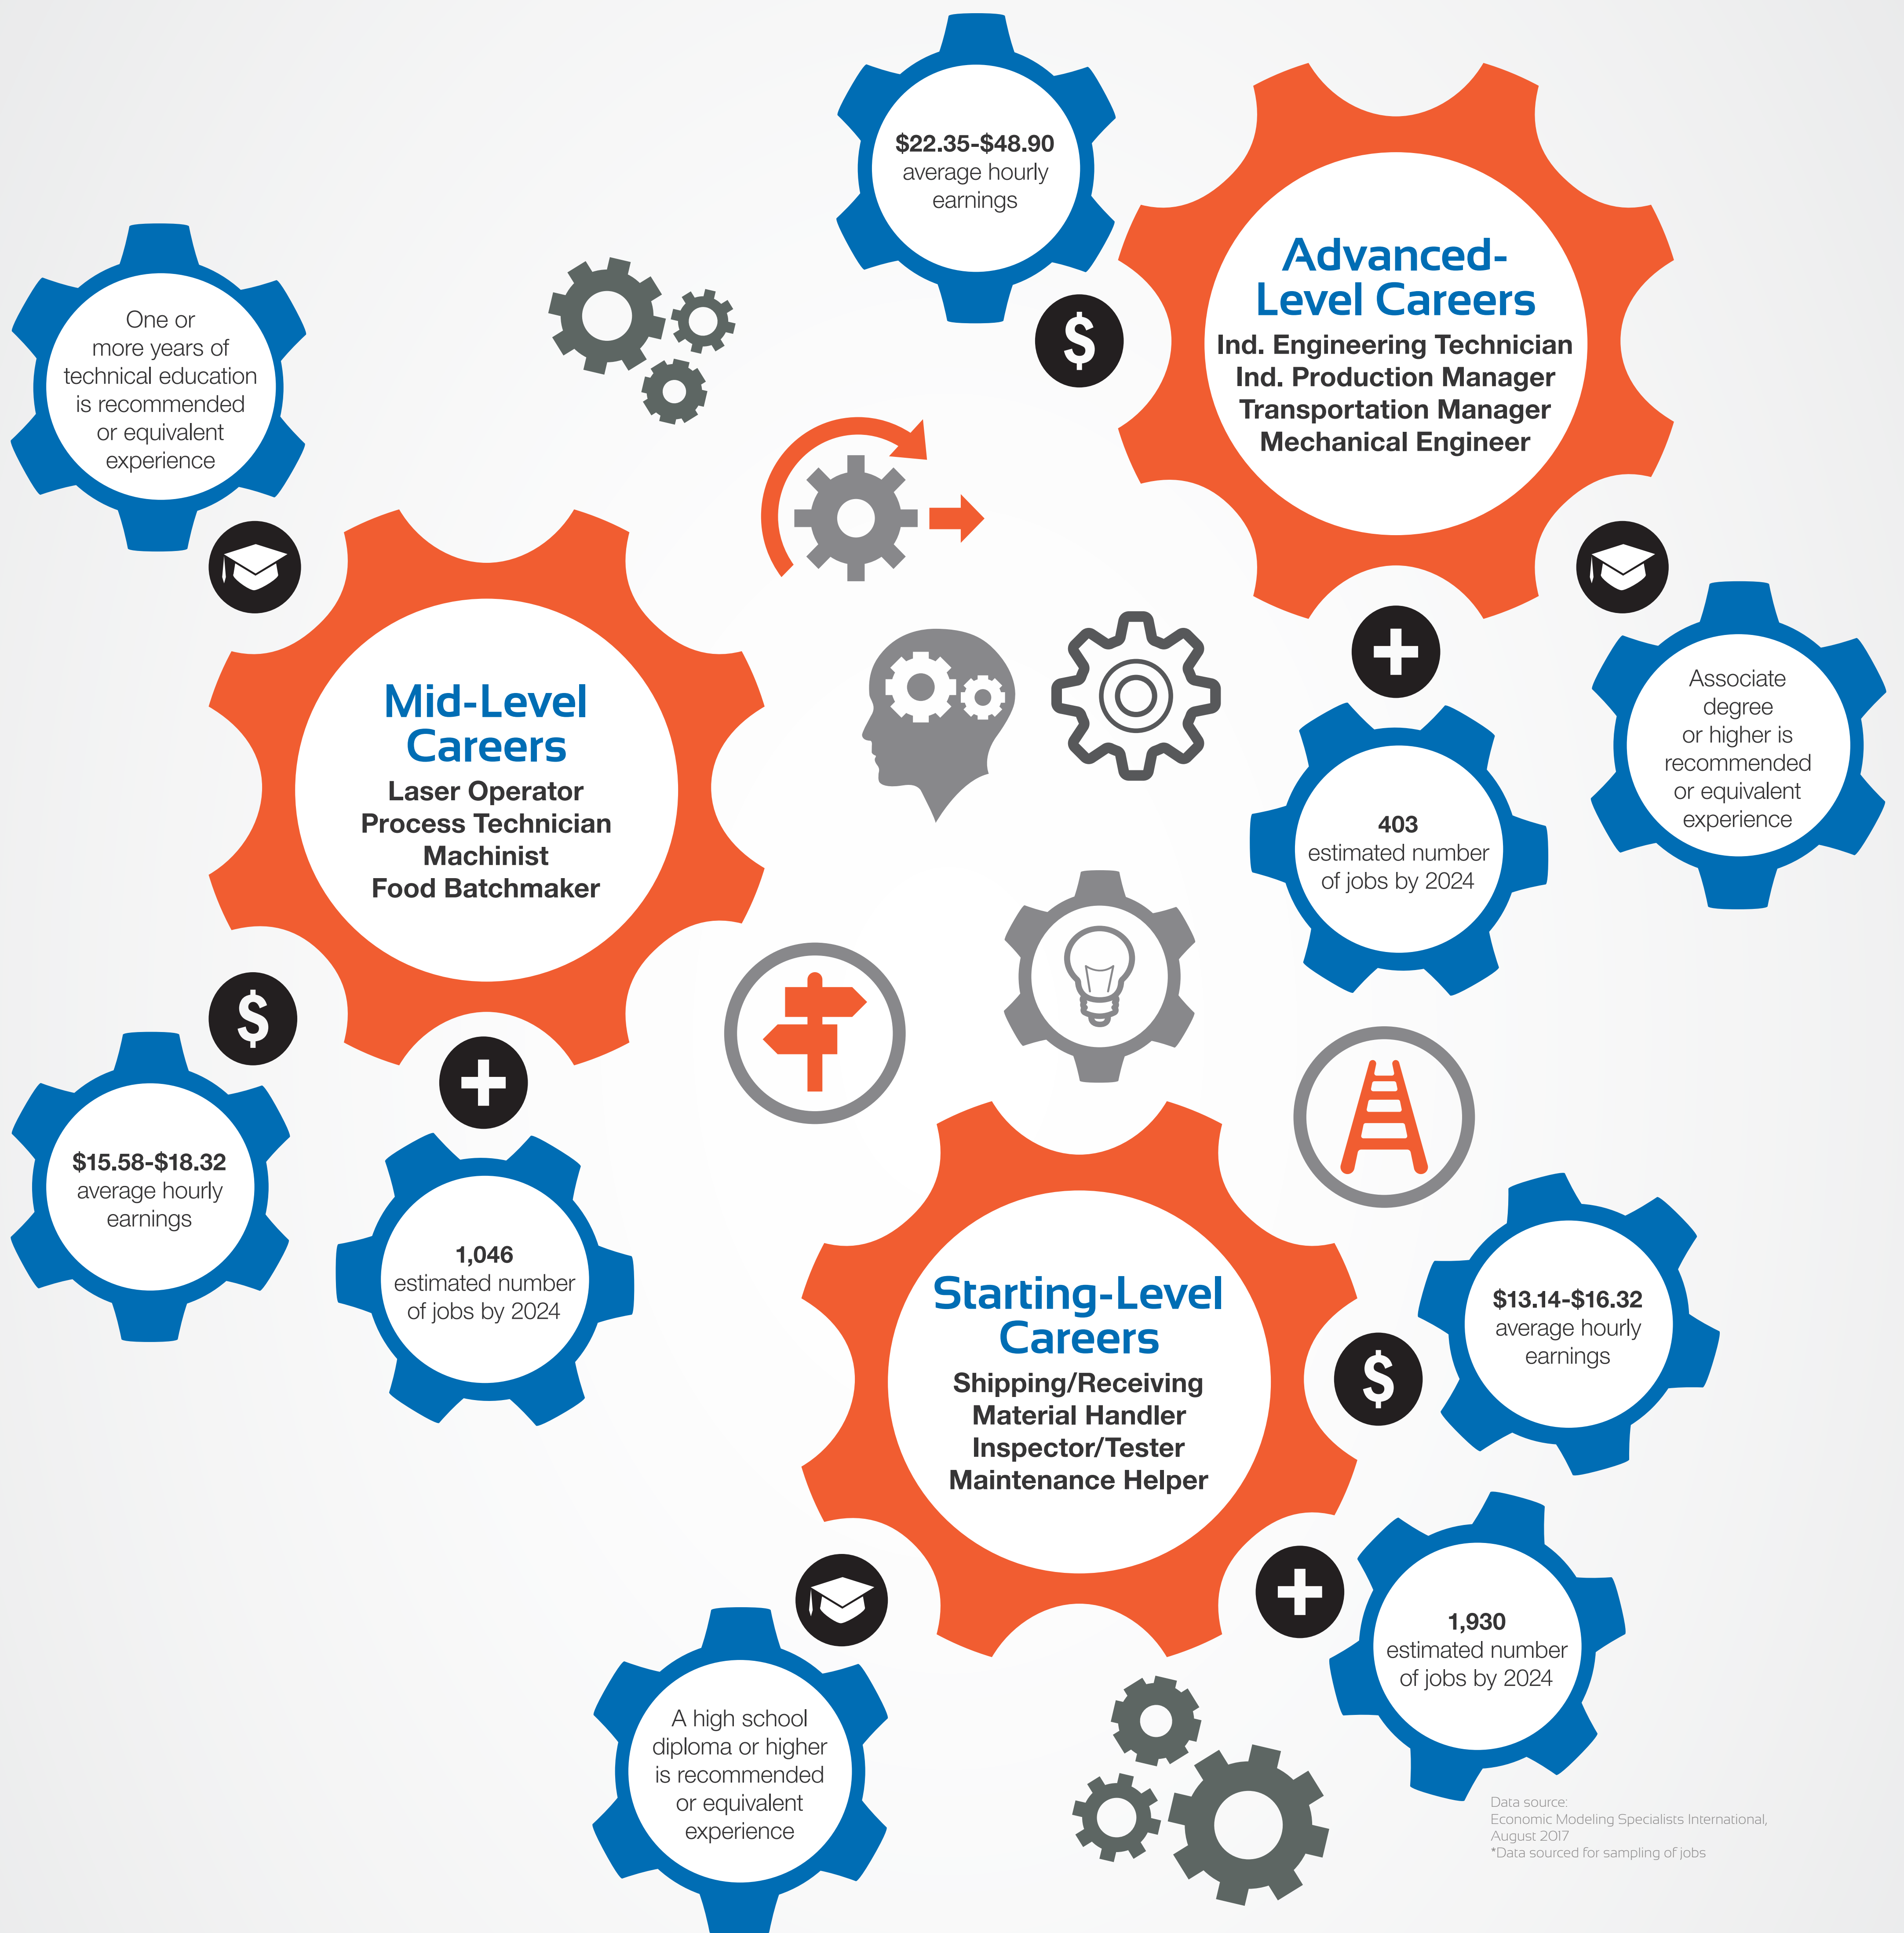 $22.35-$48.90
average hourly
earnings
Advanced-
Level Careers
Ind. Engineering Technician
Ind. Production Manager
Transportation Manager
Mechanical Engineer
One or
more years of
technical education
is recommended
or equivalent
experience
Mid-Level
Careers
Laser Operator
Process Technician
Machinist
Food Batchmaker
Associate
degree
or higher is
recommended
or equivalent
experience
403
estimated number
of jobs by 2024
$15.58-$18.32
average hourly
earnings
1,046
estimated number
of jobs by 2024
Starting-Level
Careers
Shipping/Receiving
Material Handler
Inspector/Tester
Maintenance Helper
$13.14-$16.32
average hourly
earnings
1,930
estimated number
of jobs by 2024
A high school
diploma or higher
is recommended
or equivalent
experience
Data source:
Economic Modeling Specialists International,
August 2017
*Data sourced for sampling of jobs